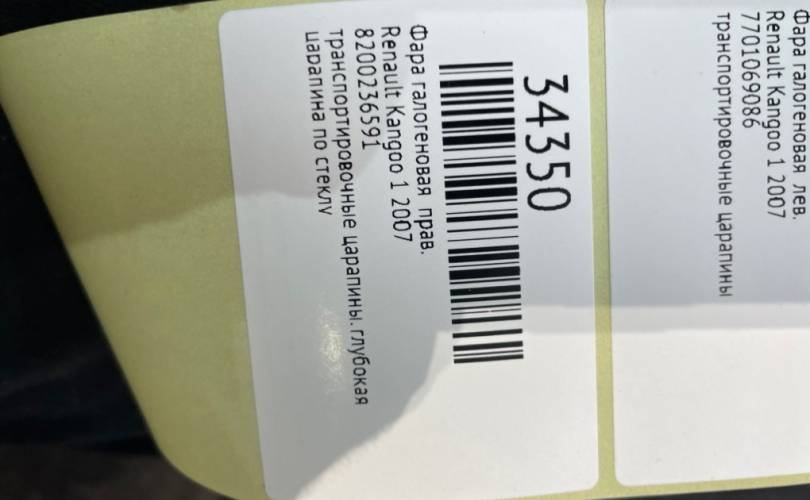 34350
Фара галогеновая прав.
Renault Kangoo 1 2007
8200236591
транспортировочные царапины.глубокая
царапина по стеклу
Фара галогеновая лев.
Renault Kangoo 1 2007
7701069086
транспортировочные царапины